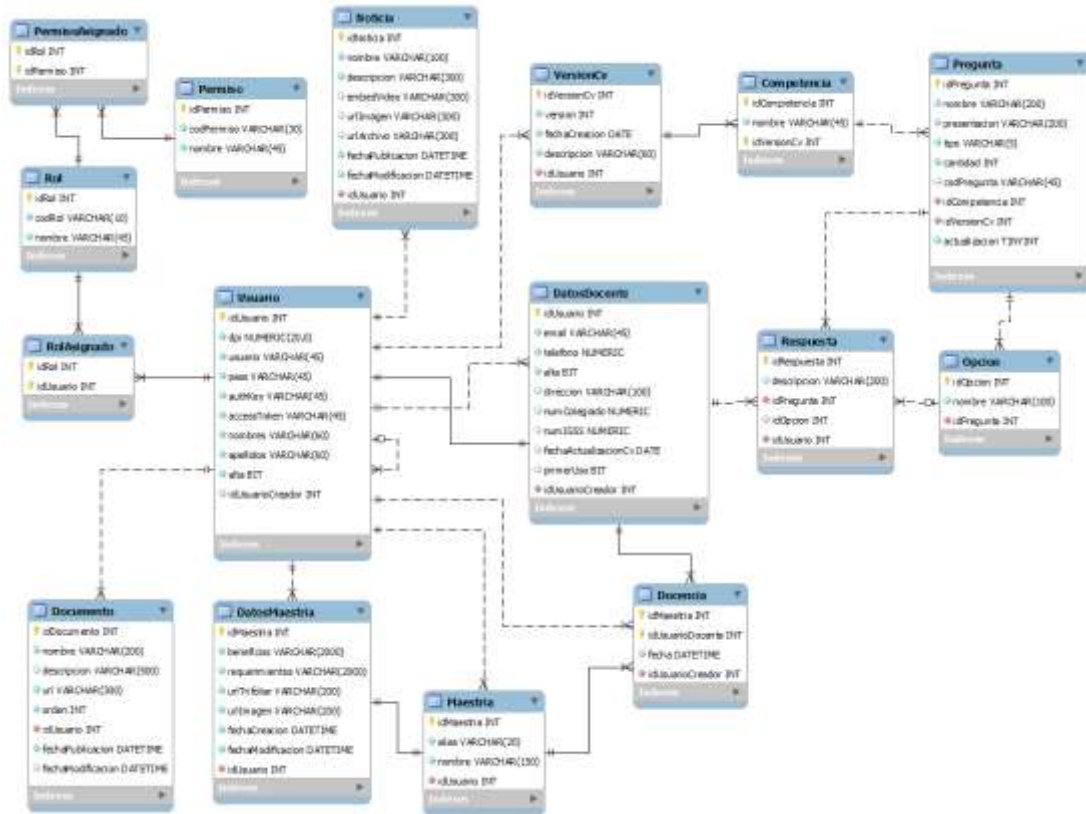 PermisoAsignado
idRol INT
idPermiso INT
Indexes
Permiso
idPermiso INT
codPermiso VARCHAR(30)
nombre VARCHAR(45)
Indexes
Rol
idRol INT
codRol VARCHAR(10)
nombre VARCHAR(45)
Indexes
RolAsignado
idRol INT
idUsuario INT
Indexes
Noticia
idNoticia INT
nombre VARCHAR(100)
descripcion VARCHAR(300)
embedVideo VARCHAR(300)
urlImagen VARCHAR(300)
urlArchivo VARCHAR(300)
fechaPublicacion DATETIME
fechaModificacion DATETIME
idUsuario INT
Indexes
VersionCv
idVersionCv INT
version INT
fechaCreacion DATE
descripcion VARCHAR(60)
idUsuario INT
Indexes
Competencia
idCompetencia INT
nombre VARCHAR(45)
idVersionCv INT
Indexes
Pregunta
idPregunta INT
nombre VARCHAR(200)
presentacion VARCHAR(200)
tipo VARCHAR(5)
cantidad INT
codPregunta VARCHAR(45)
idCompetencia INT
idVersionCv INT
actualizacion TINYINT
Indexes
Usuario
idUsuario INT
dpi NUMERIC(20,0)
usuario VARCHAR(45)
pass VARCHAR(45)
authKey VARCHAR(45)
accessToken VARCHAR(45)
nombres VARCHAR(60)
apellidos VARCHAR(60)
alta BIT
idUsuarioCreador INT
Indexes
DatosDocente
idUsuario INT
email VARCHAR(45)
telefono NUMERIC
alta BIT
direccion VARCHAR(100)
numColegiado NUMERIC
numIGSS NUMERIC
fechaActualizacionCv DATE
primerUso BIT
idUsuarioCreador INT
Indexes
Respuesta
idRespuesta INT
descripcion VARCHAR(200)
idPregunta INT
idOpcion INT
idUsuario INT
Indexes
Opcion
idOpcion INT
nombre VARCHAR(100)
idPregunta INT
Indexes
Documento
idDocumento INT
nombre VARCHAR(200)
descripcion VARCHAR(500)
url VARCHAR(300)
orden INT
idUsuario INT
fechaPublicacion DATETIME
fechaModificacion DATETIME
Indexes
DatosMaestria
idMaestria INT
beneficios VARCHAR(2000)
requerimientos VARCHAR(2000)
urlTrifoliar VARCHAR(200)
urlImagen VARCHAR(200)
fechaCreacion DATETIME
fechaModificacion DATETIME
idUsuario INT
Indexes
Maestria
idMaestria INT
alias VARCHAR(20)
nombre VARCHAR(150)
idUsuario INT
Indexes
Docencia
idMaestria INT
idUsuarioDocente INT
fecha DATETIME
idUsuarioCreador INT
Indexes